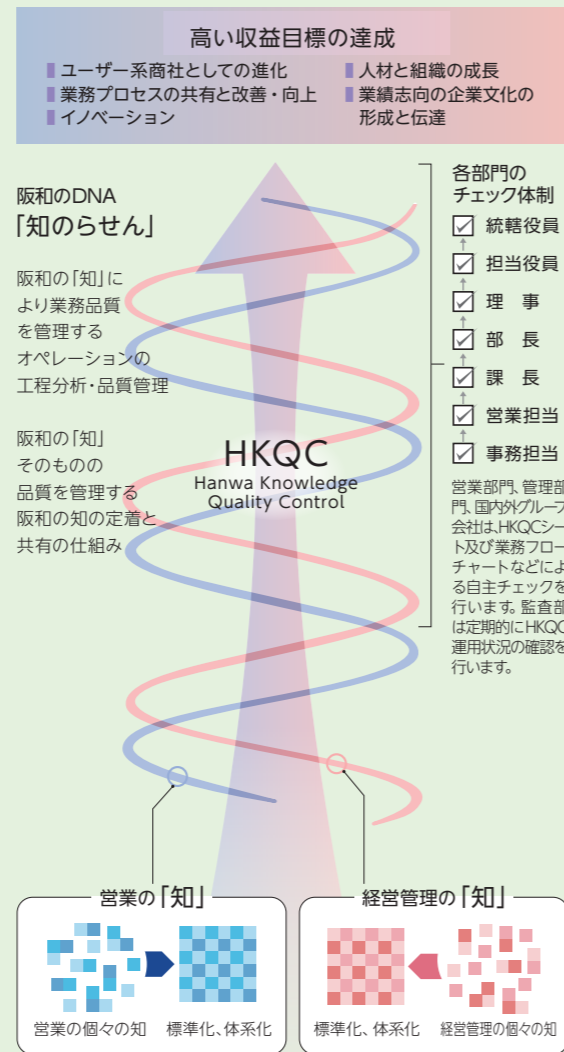 高い収益目標の達成
ユーザー系商社としての進化
業務プロセスの共有と改善・向上
イノベーション
人材と組織の成長
業績志向の企業文化の
形成と伝達
阪和のDNA
「知のらせん」
阪和の「知」に
より業務品質
を管理する
オペレーションの
工程分析・品質管理
阪和の「知」
そのものの
品質を管理する
阪和の知の定着と
共有の仕組み
HKQC
Hanwa Knowledge
Quality Control
各部門の
チェック体制
統轄役員
担当役員
理　事
部　長
課　長
営業担当
事務担当
営業部門、管理部
門、国内外グループ
会社は、HKQCシー
ト及び業務フロー
チャートなどによ
る自主チェックを
行います。監査部
は定期的にHKQC
運用状況の確認を
行います。
営業の「知」
営業の個々の知
標準化、体系化
経営管理の「知」
標準化、体系化
経営管理の個々の知